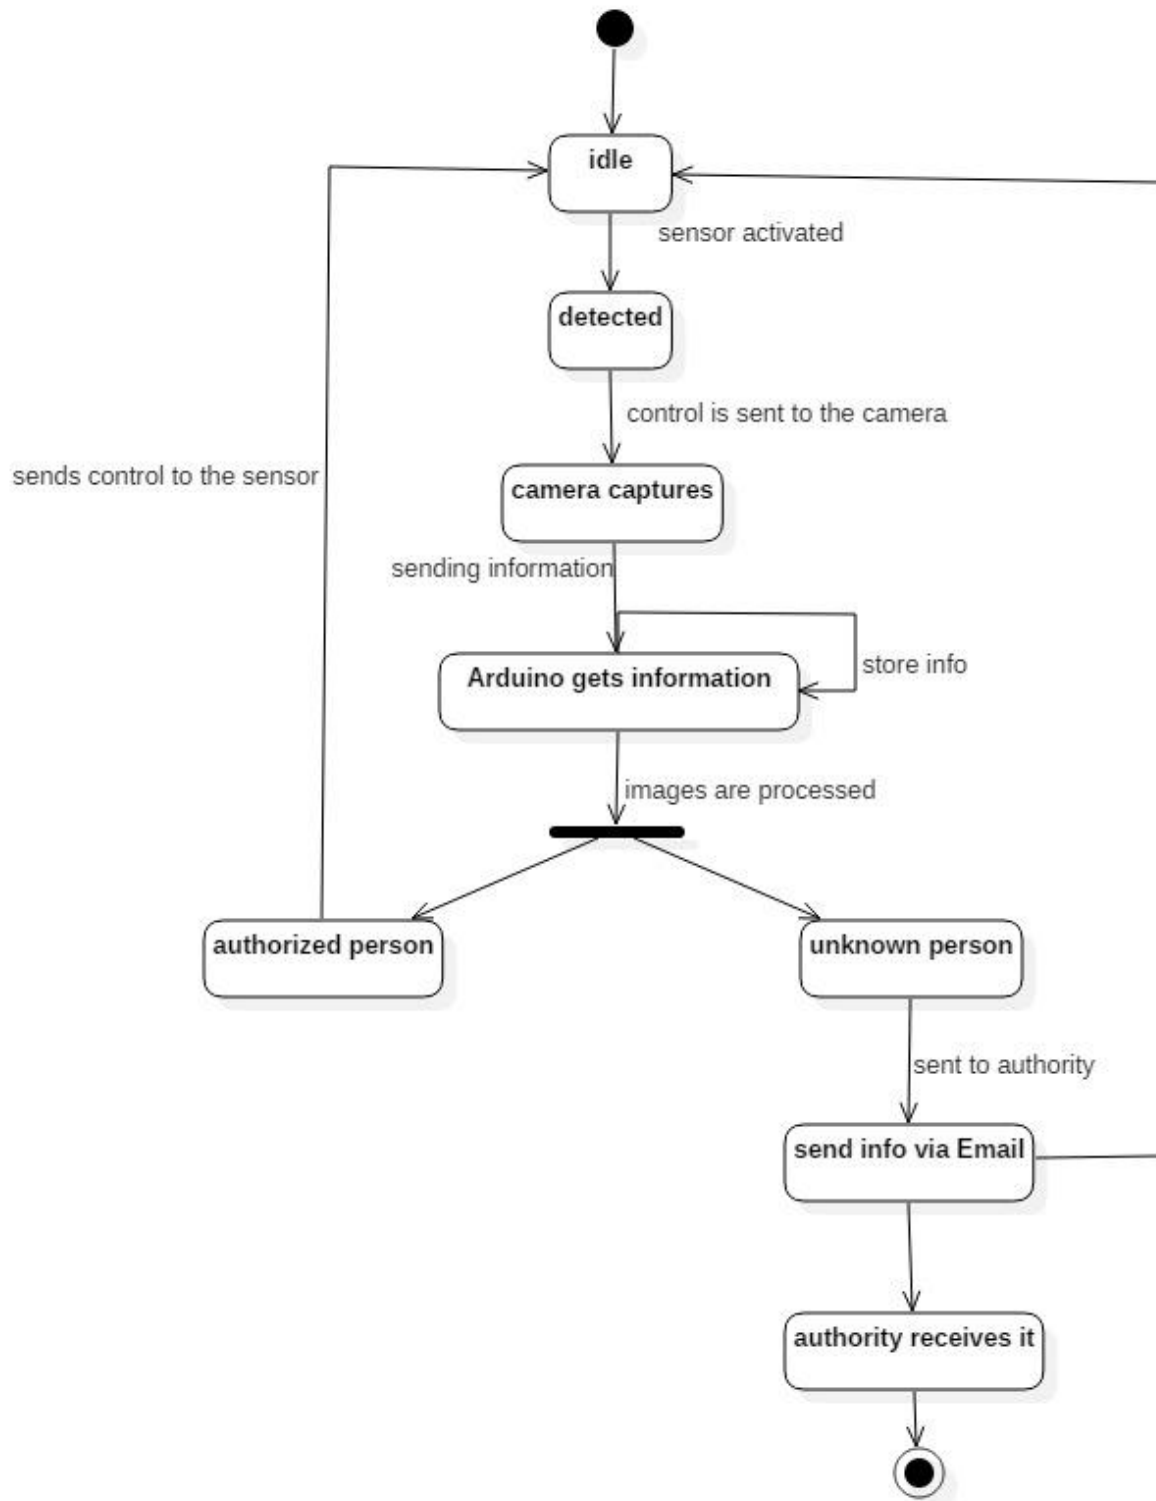 idle
sensor activated
detected
control is sent to the camera
camera captures
sends control to the sensor
sending information
Arduino gets information
store info
images are processed
authorized person
unknown person
sent to authority
send info via Email
authority receives it